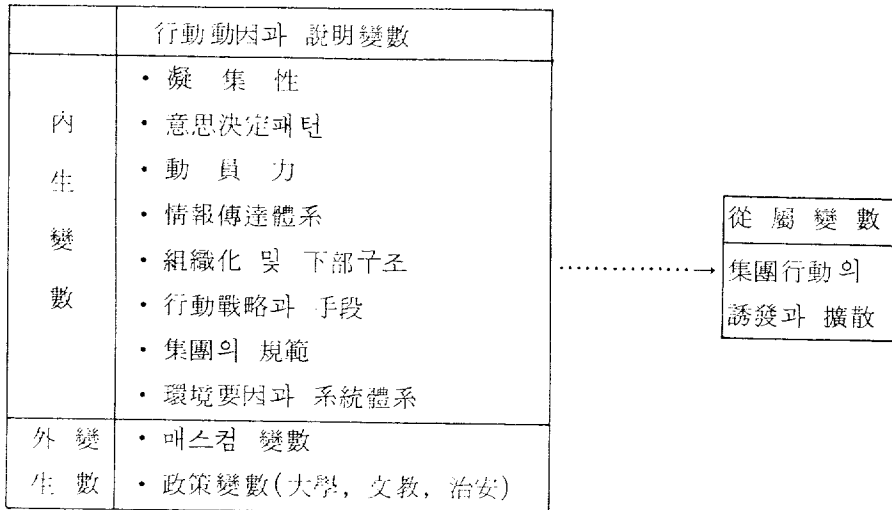 行動動因과 說明變數
內生變數
· 凝 集 性
· 意思決定패턴
· 動 員 力
· 情報傳達體系
· 組織化 및 下部구조
· 行動戰略과 手段
· 集團의 規範
· 環境要因과 系統體系
外生變數
· 매스컴 變數
· 政策變數(大學, 文教, 治安)
從 屬 變 數
集團行動의
誘發과 擴散